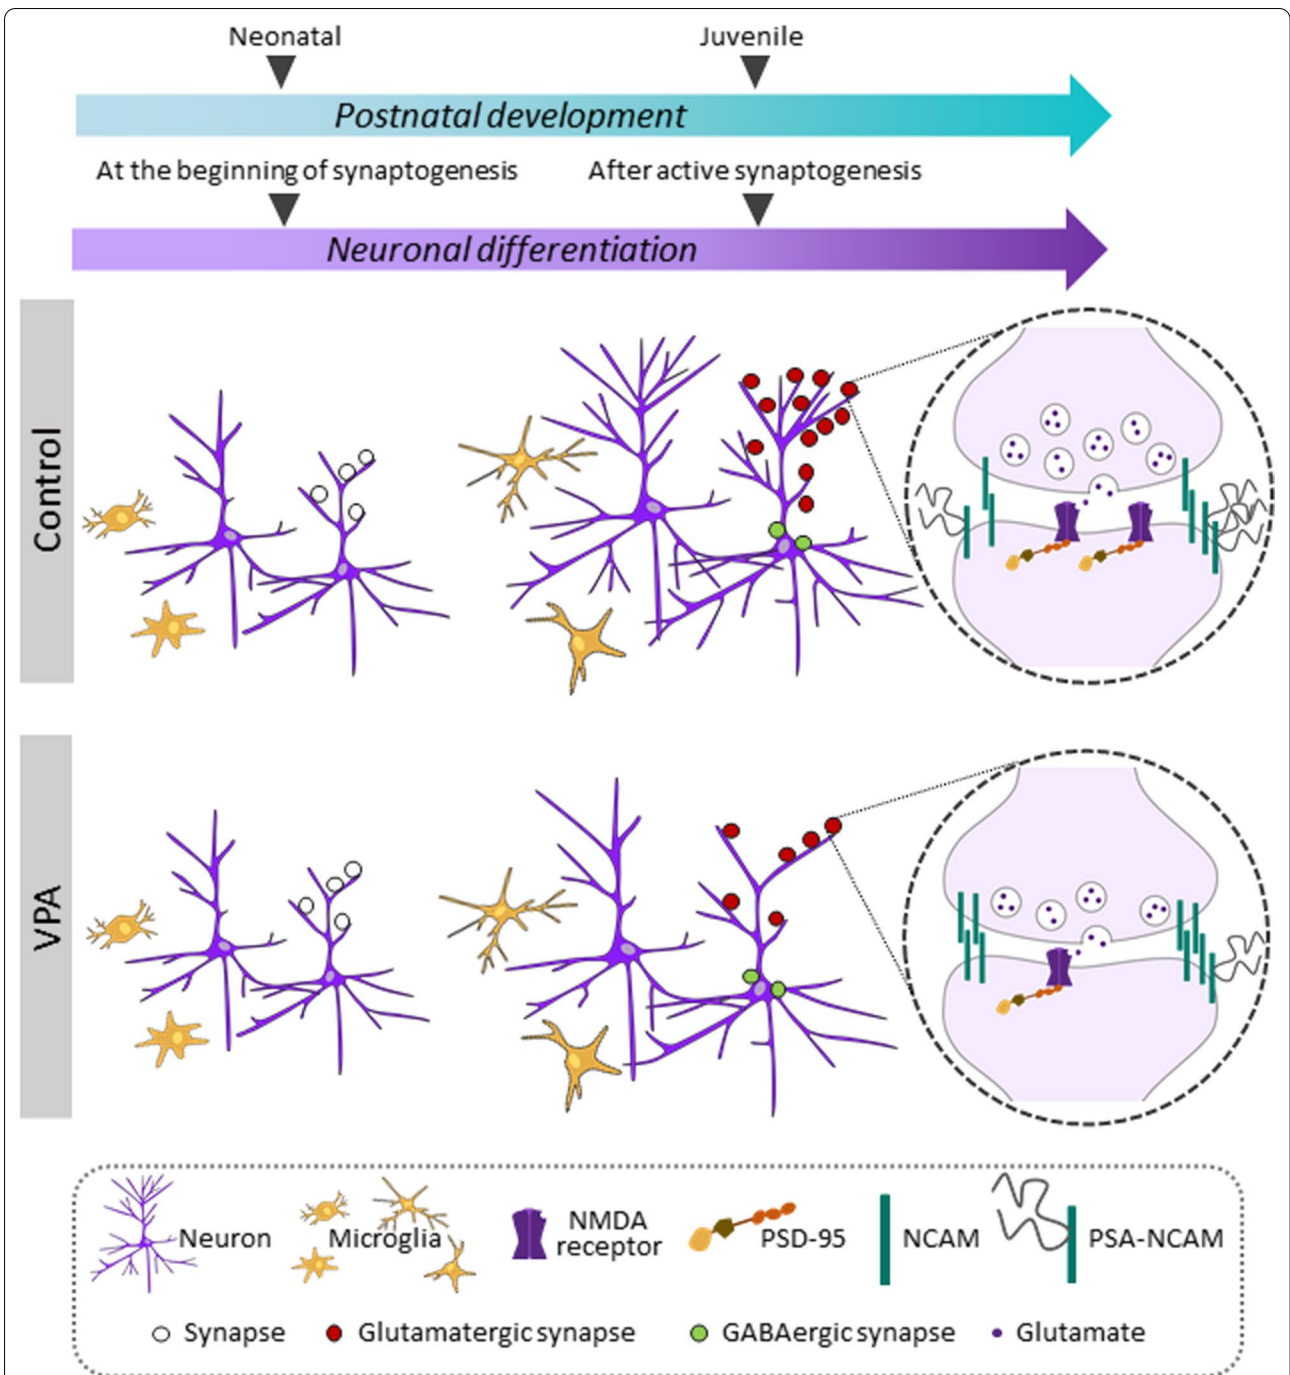 Neonatal
Juvenile
Postnatal development
At the beginning of synaptogenesis
After active synaptogenesis
Neuronal differentiation
Control
VPA
Neuron
Microglia
NMDA
receptor
PSD-95
NCAM
PSA-NCAM
Synapse
Glutamatergic synapse
GABAergic synapse
Glutamate